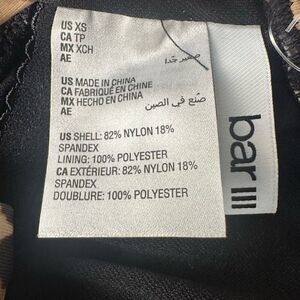 US XS
CA TP
MX XCH
AE صغير جدا
US MADE IN CHINA
CA FABRIQUÉ EN CHINE
MX HECHO EN CHINA
AE صنع في الصين
US SHELL: 82% NYLON 18%
SPANDEX
LINING: 100% POLYESTER
CA EXTÉRIEUR: 82% NYLON 18%
SPANDEX
DOUBLURE: 100% POLYESTER
bar III